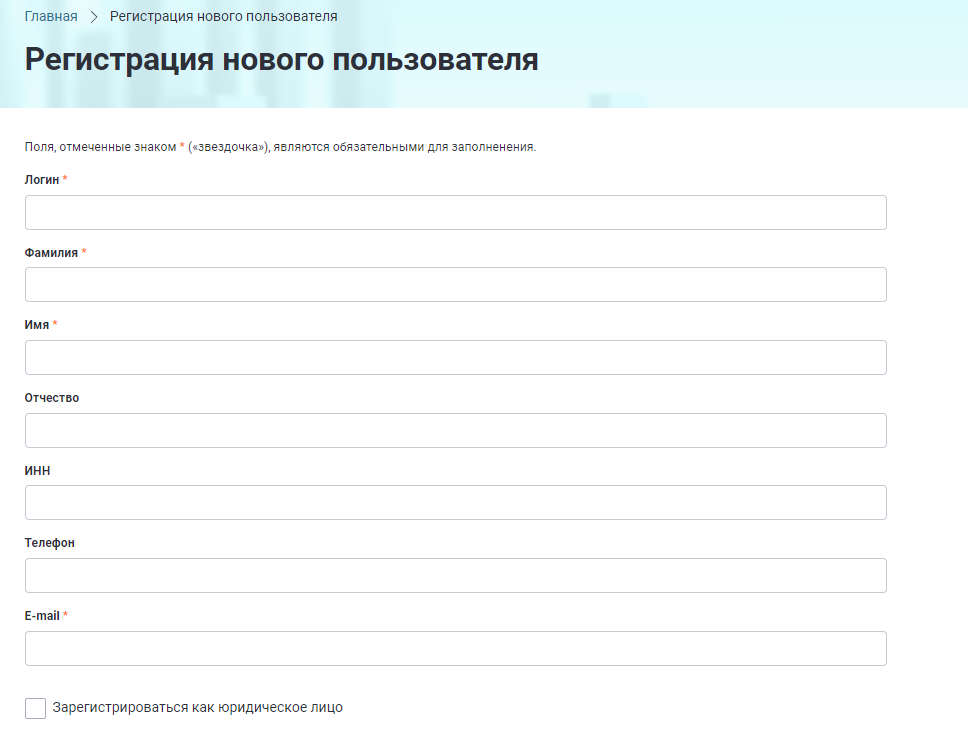 Главная > Регистрация нового пользователя
Регистрация нового пользователя
Поля, отмеченные знаком * («звездочка»), являются обязательными для заполненения.
Логин *
Фамилия *
Имя *
Отчество
ИНН
Телефон
E-mail *
Зарегистрироваться как юридическое лицо